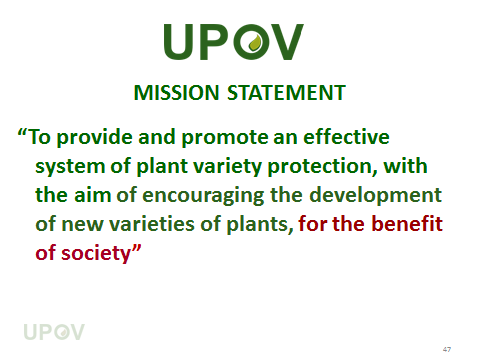 UPOV
MISSION STATEMENT
“To provide and promote an effective
system of plant variety protection, with
the aim of encouraging the development
of new varieties of plants, for the benefit
of society”
UPOV
47